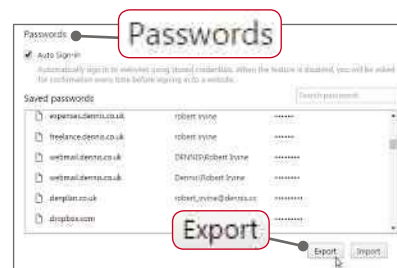 Passwords
Passwords
Auto Sign-in
Automatically sign in to websites using stored credentials. When the feature is disabled, you will be asked
for confirmation every time before signing in to a website.
Saved passwords
Search passwords
expenses.dennis.co.uk robert irvine ••••••
freelance.dennis.co.uk robert irvine ••••••
webmail.dennis.co.uk DENNIS\Robert Irvine ••••••
webmail.dennis.co.uk Dennis\Robert Irvine ••••••••
denplan.co.uk robert_irvine@dennis.co ••••••••
dropbox.com ••••••••
Export
Export Import